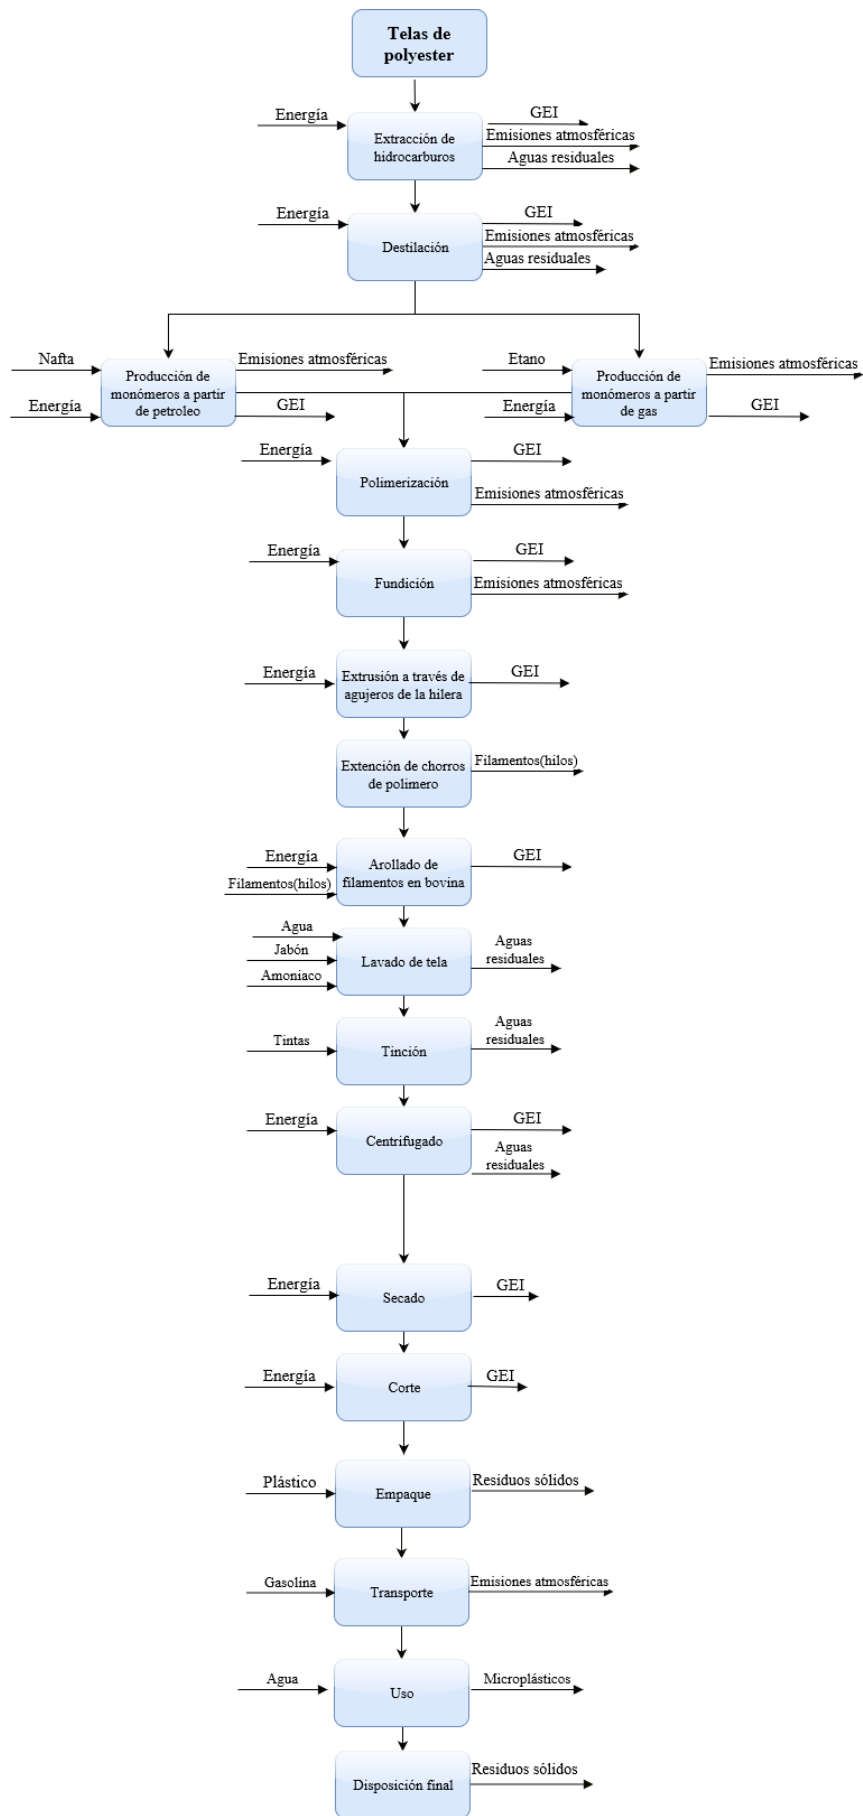 Telas de
polyester
Energía
GEI
Extracción de
hidrocarburos
Emisiones atmosféricas
Aguas residuales
Energía
GEI
Destilación
Emisiones atmosféricas
Aguas residuales
Nafta
Energía
Producción de
monómeros a partir
de petroleo
Emisiones atmosféricas
GEI
Etano
Energía
Producción de
monómeros a partir
de gas
Emisiones atmosféricas
GEI
Energía
Polimerización
GEI
Emisiones atmosféricas
Energía
Fundición
GEI
Emisiones atmosféricas
Energía
Extrusión a través de
agujeros de la hilera
GEI
Extención de chorros
de polimero
Filamentos(hilos)
Energía
Filamentos(hilos)
Arollado de
filamentos en bovina
GEI
Agua
Jabón
Amoniaco
Lavado de tela
Aguas
residuales
Tintas
Tinción
Aguas
residuales
Energía
Centrifugado
GEI
Aguas
residuales
Energía
Secado
GEI
Energía
Corte
GEI
Plástico
Empaque
Residuos sólidos
Gasolina
Transporte
Emisiones atmosféricas
Agua
Uso
Microplásticos
Disposición final
Residuos sólidos